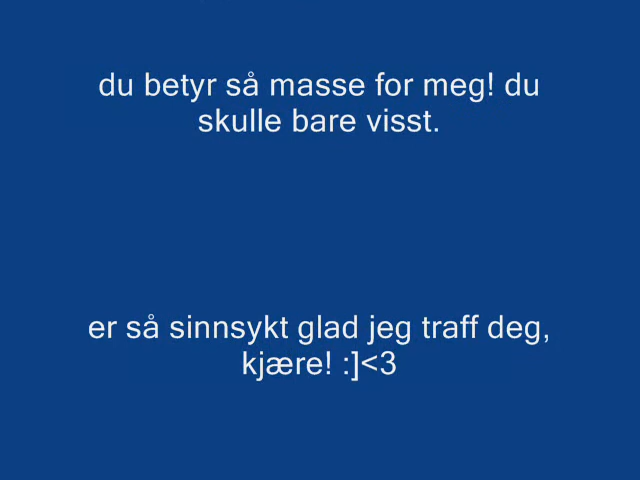 du betyr så masse for meg! du
skulle bare visst.
er så sinnsykt glad jeg traff deg,
kjære! :]<3